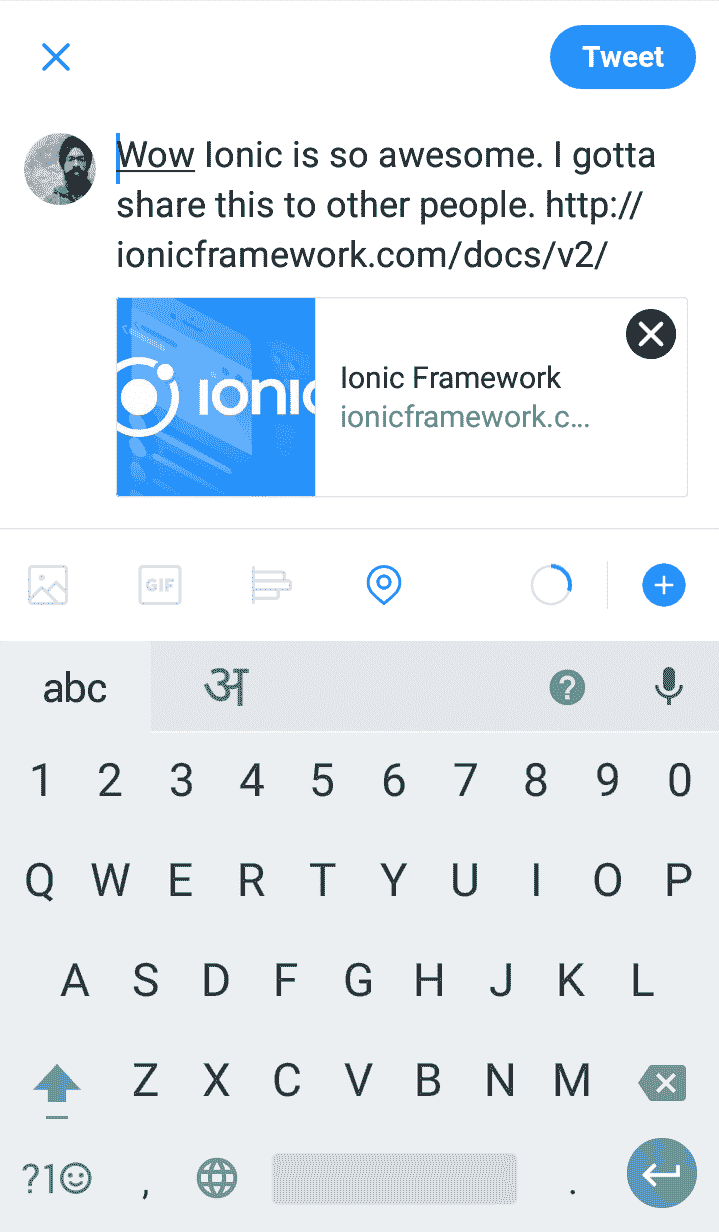 Tweet
Wow Ionic is so awesome. I gotta
share this to other people. http://
ionicframework.com/docs/v2/
ionic
Ionic Framework
ionicframework.c...
GIF
abc अ ?
1 2 3 4 5 6 7 8 9 0
Q W E R T Y U I O P
A S D F G H J K L
Z X C V B N M
?1☺ , .